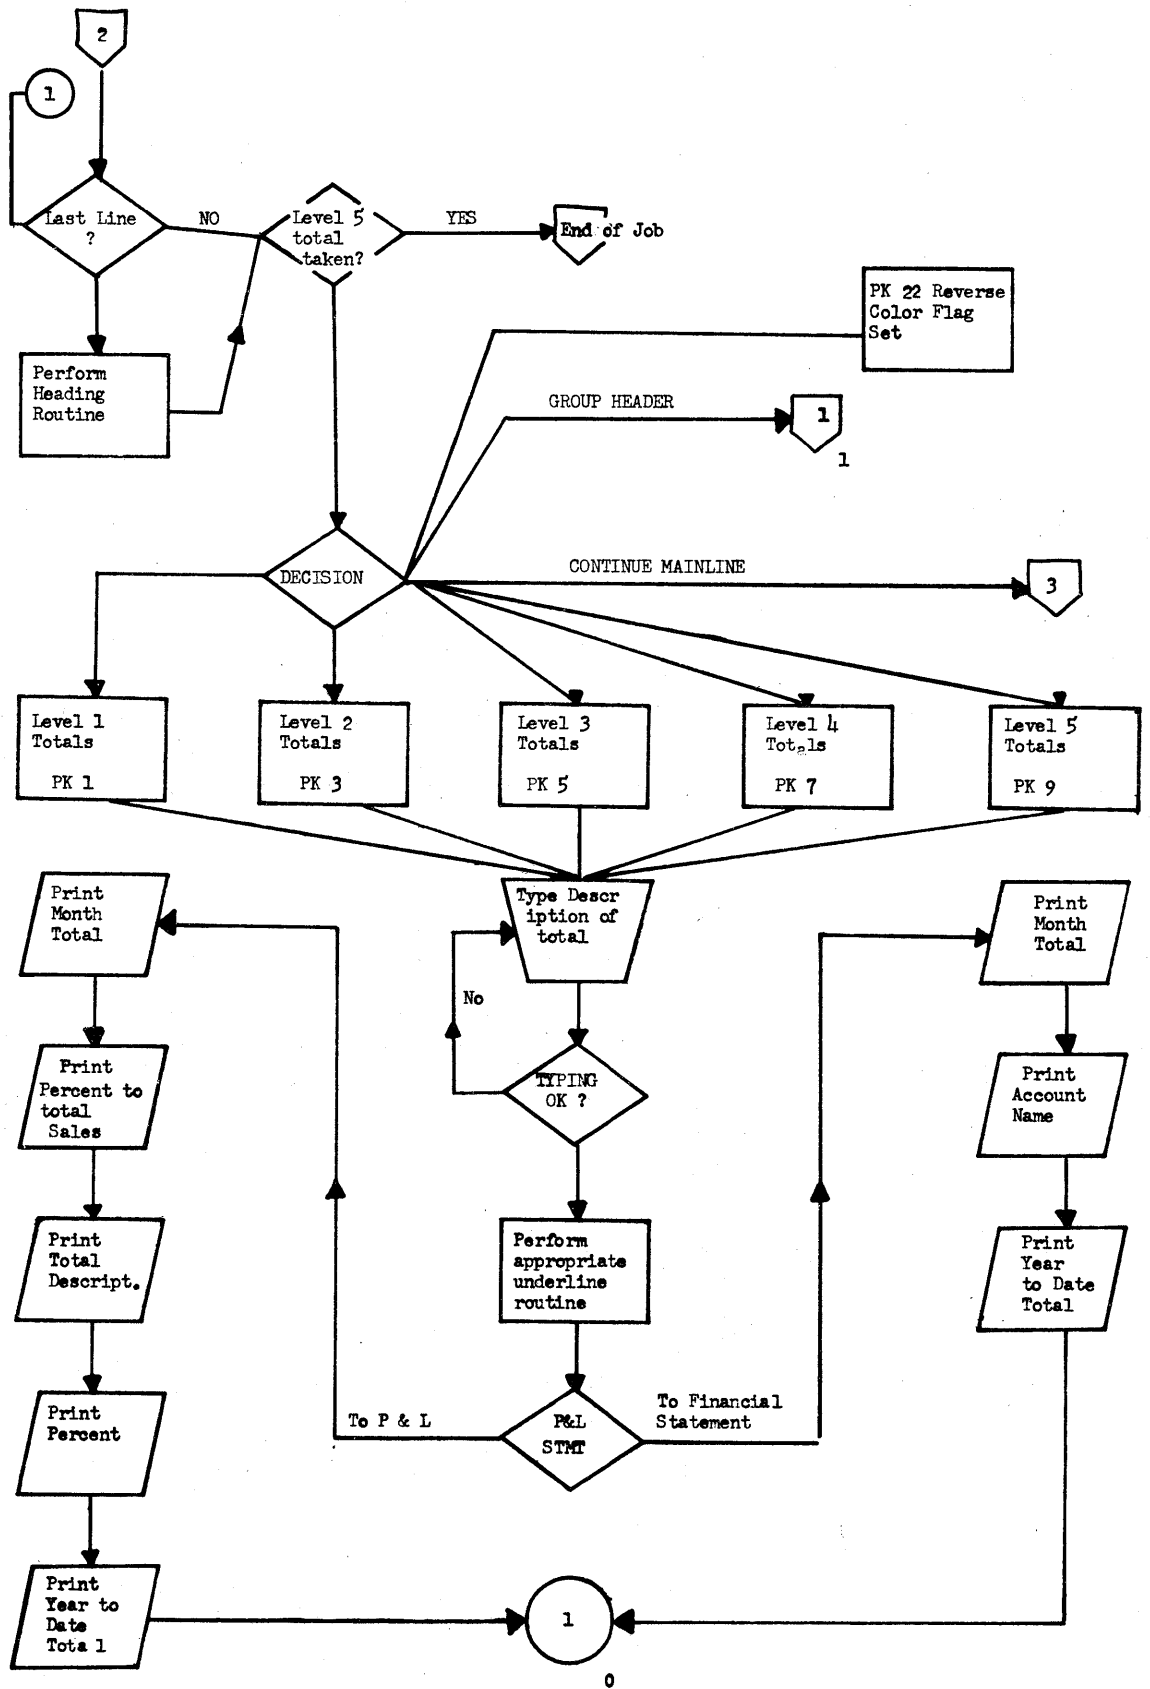 2
1
Last Line
?
NO
Level 5
total
taken?
YES
End of Job
PK 22 Reverse
Color Flag
Set
Perform
Heading
Routine
GROUP HEADER
1
1
DECISION
CONTINUE MAINLINE
3
Level 1
Totals
PK 1
Level 2
Totals
PK 3
Level 3
Totals
PK 5
Level 4
Totals
PK 7
Level 5
Totals
PK 9
Print
Month
Total
Type Descr
iption of
total
Print
Month
Total
No
Print
Percent to
total
Sales
TYPING
OK ?
Print
Account
Name
Print
Total
Descript.
Perform
appropriate
underline
routine
Print
Year
to Date
Total
Print
Percent
To P & L
P&L
STMT
To Financial
Statement
Print
Year to
Date
Total
1
0